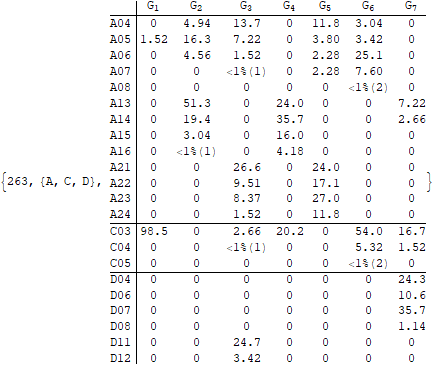 G₁ G₂ G₃ G₄ G₅ G₆ G₇
A04 0 4.94 13.7 0 11.8 3.04 0
A05 1.52 16.3 7.22 0 3.80 3.42 0
A06 0 4.56 1.52 0 2.28 25.1 0
A07 0 0 <1%(1) 0 2.28 7.60 0
A08 0 0 0 0 0 <1%(2) 0
A13 0 51.3 0 24.0 0 0 7.22
A14 0 19.4 0 35.7 0 0 2.66
A15 0 3.04 0 16.0 0 0 0
A16 0 <1%(1) 0 4.18 0 0 0
A21 0 0 26.6 0 24.0 0 0
{263, {A, C, D}, A22 0 0 9.51 0 17.1 0 0 }
A23 0 0 8.37 0 27.0 0 0
A24 0 0 1.52 0 11.8 0 0
C03 98.5 0 2.66 20.2 0 54.0 16.7
C04 0 0 <1%(1) 0 0 5.32 1.52
C05 0 0 0 0 0 <1%(2) 0
D04 0 0 0 0 0 0 24.3
D06 0 0 0 0 0 0 10.6
D07 0 0 0 0 0 0 35.7
D08 0 0 0 0 0 0 1.14
D11 0 0 24.7 0 0 0 0
D12 0 0 3.42 0 0 0 0